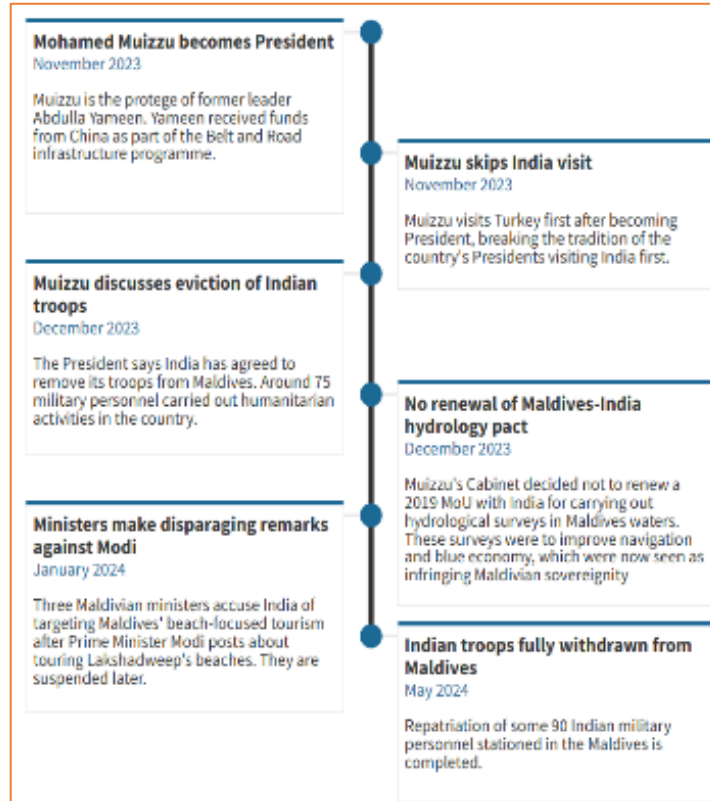 Mohamed Muizzu becomes President
November 2023
Muizzu is the protege of former leader
Abdulla Yameen. Yameen received funds
from China as part of the Belt and Road
infrastructure programme.
Muizzu skips India visit
November 2023
Muizzu visits Turkey first after becoming
President, breaking the tradition of the
country's Presidents visiting India first.
Muizzu discusses eviction of Indian
troops
December 2023
The President says India has agreed to
remove its troops from Maldives. Around 75
military personnel carried out humanitarian
activities in the country.
No renewal of Maldives-India
hydrology pact
December 2023
Muizzu's Cabinet decided not to renew a
2019 MoU with India for carrying out
hydrological surveys in Maldives waters.
These surveys were to improve navigation
and blue economy, which were now seen as
infringing Maldivian sovereignity
Ministers make disparaging remarks
against Modi
January 2024
Three Maldivian ministers accuse India of
targeting Maldives' beach-focused tourism
after Prime Minister Modi posts about
touring Lakshadweep's beaches. They are
suspended later.
Indian troops fully withdrawn from
Maldives
May 2024
Repatriation of some 90 Indian military
personnel stationed in the Maldives is
completed.